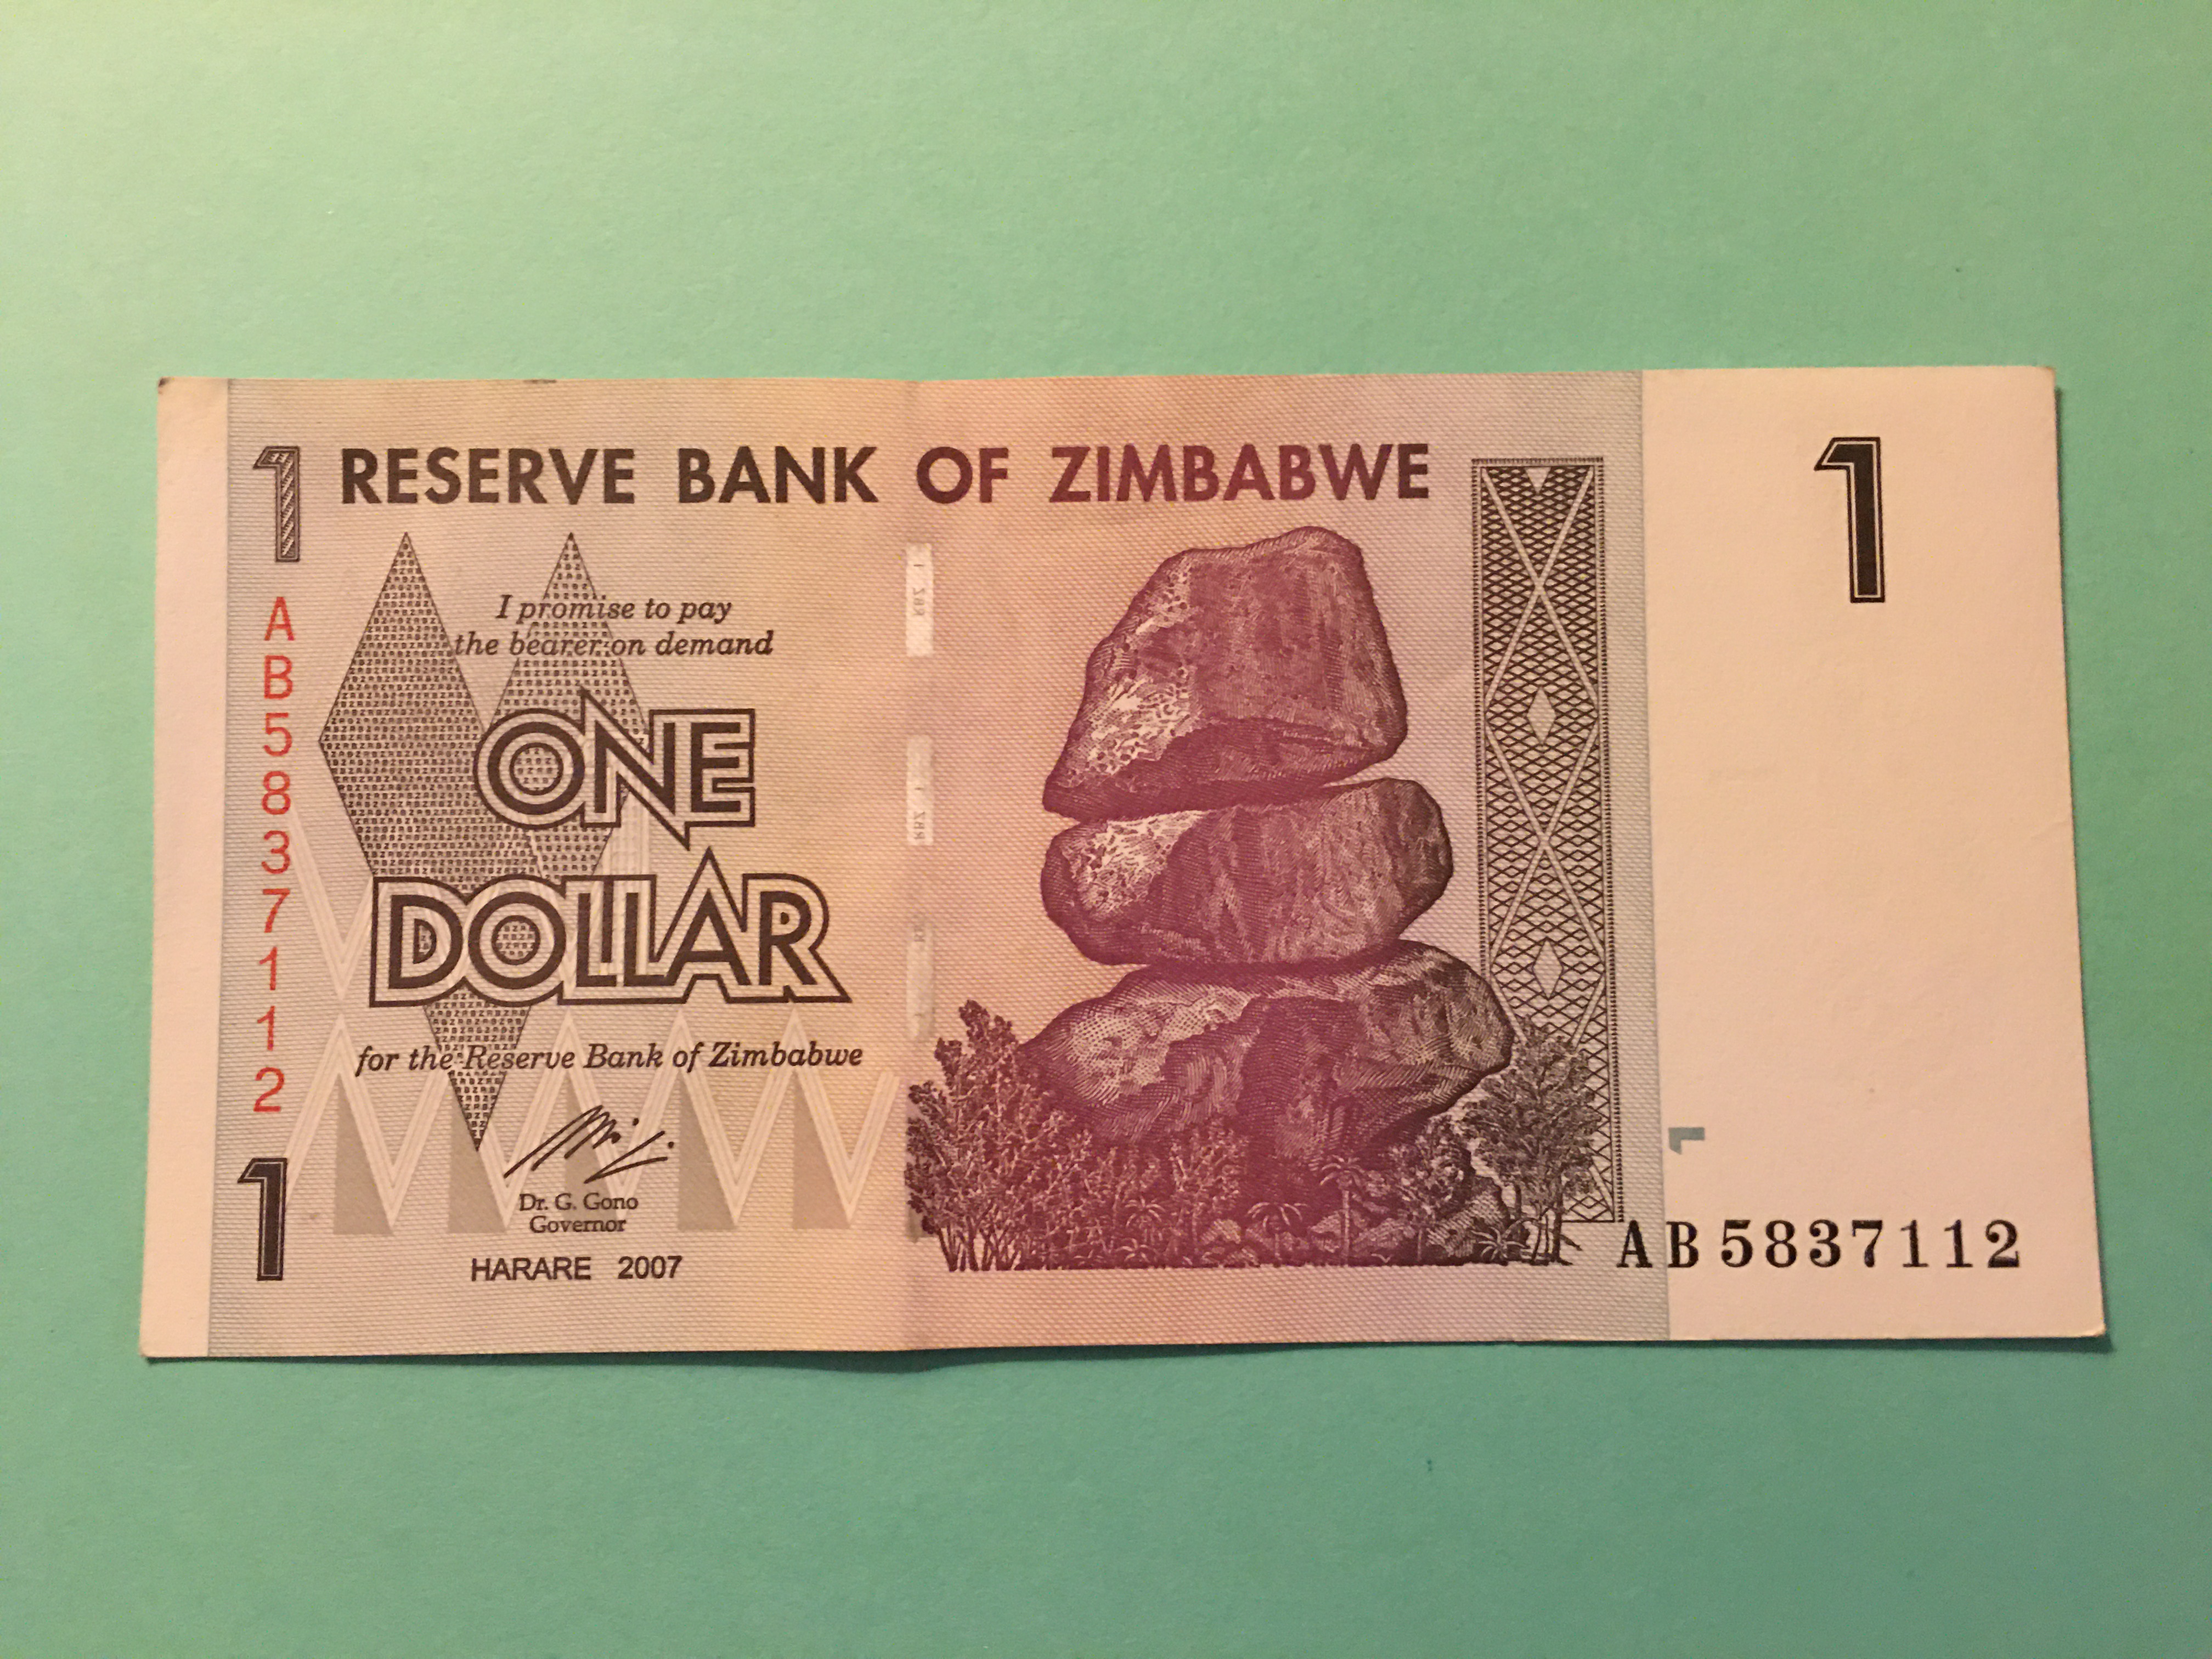 1 RESERVE BANK OF ZIMBABWE 1
I promise to pay
the bearer on demand
ONE
DOLLAR
for the Reserve Bank of Zimbabwe
Dr. G. Gono
Governor
HARARE 2007
AB5837112
1
1
AB5837112